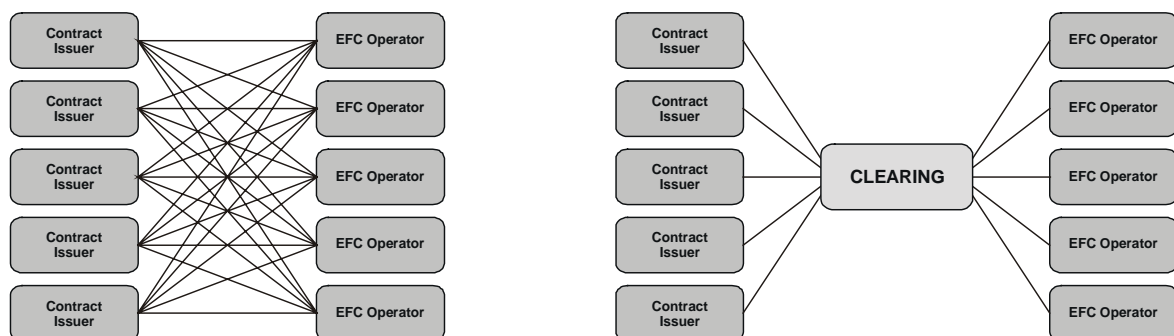 Contract
Issuer
EFC Operator
Contract
Issuer
EFC Operator
Contract
Issuer
EFC Operator
Contract
Issuer
EFC Operator
Contract
Issuer
EFC Operator
Contract
Issuer
Contract
Issuer
Contract
Issuer
Contract
Issuer
Contract
Issuer
CLEARING
EFC Operator
EFC Operator
EFC Operator
EFC Operator
EFC Operator